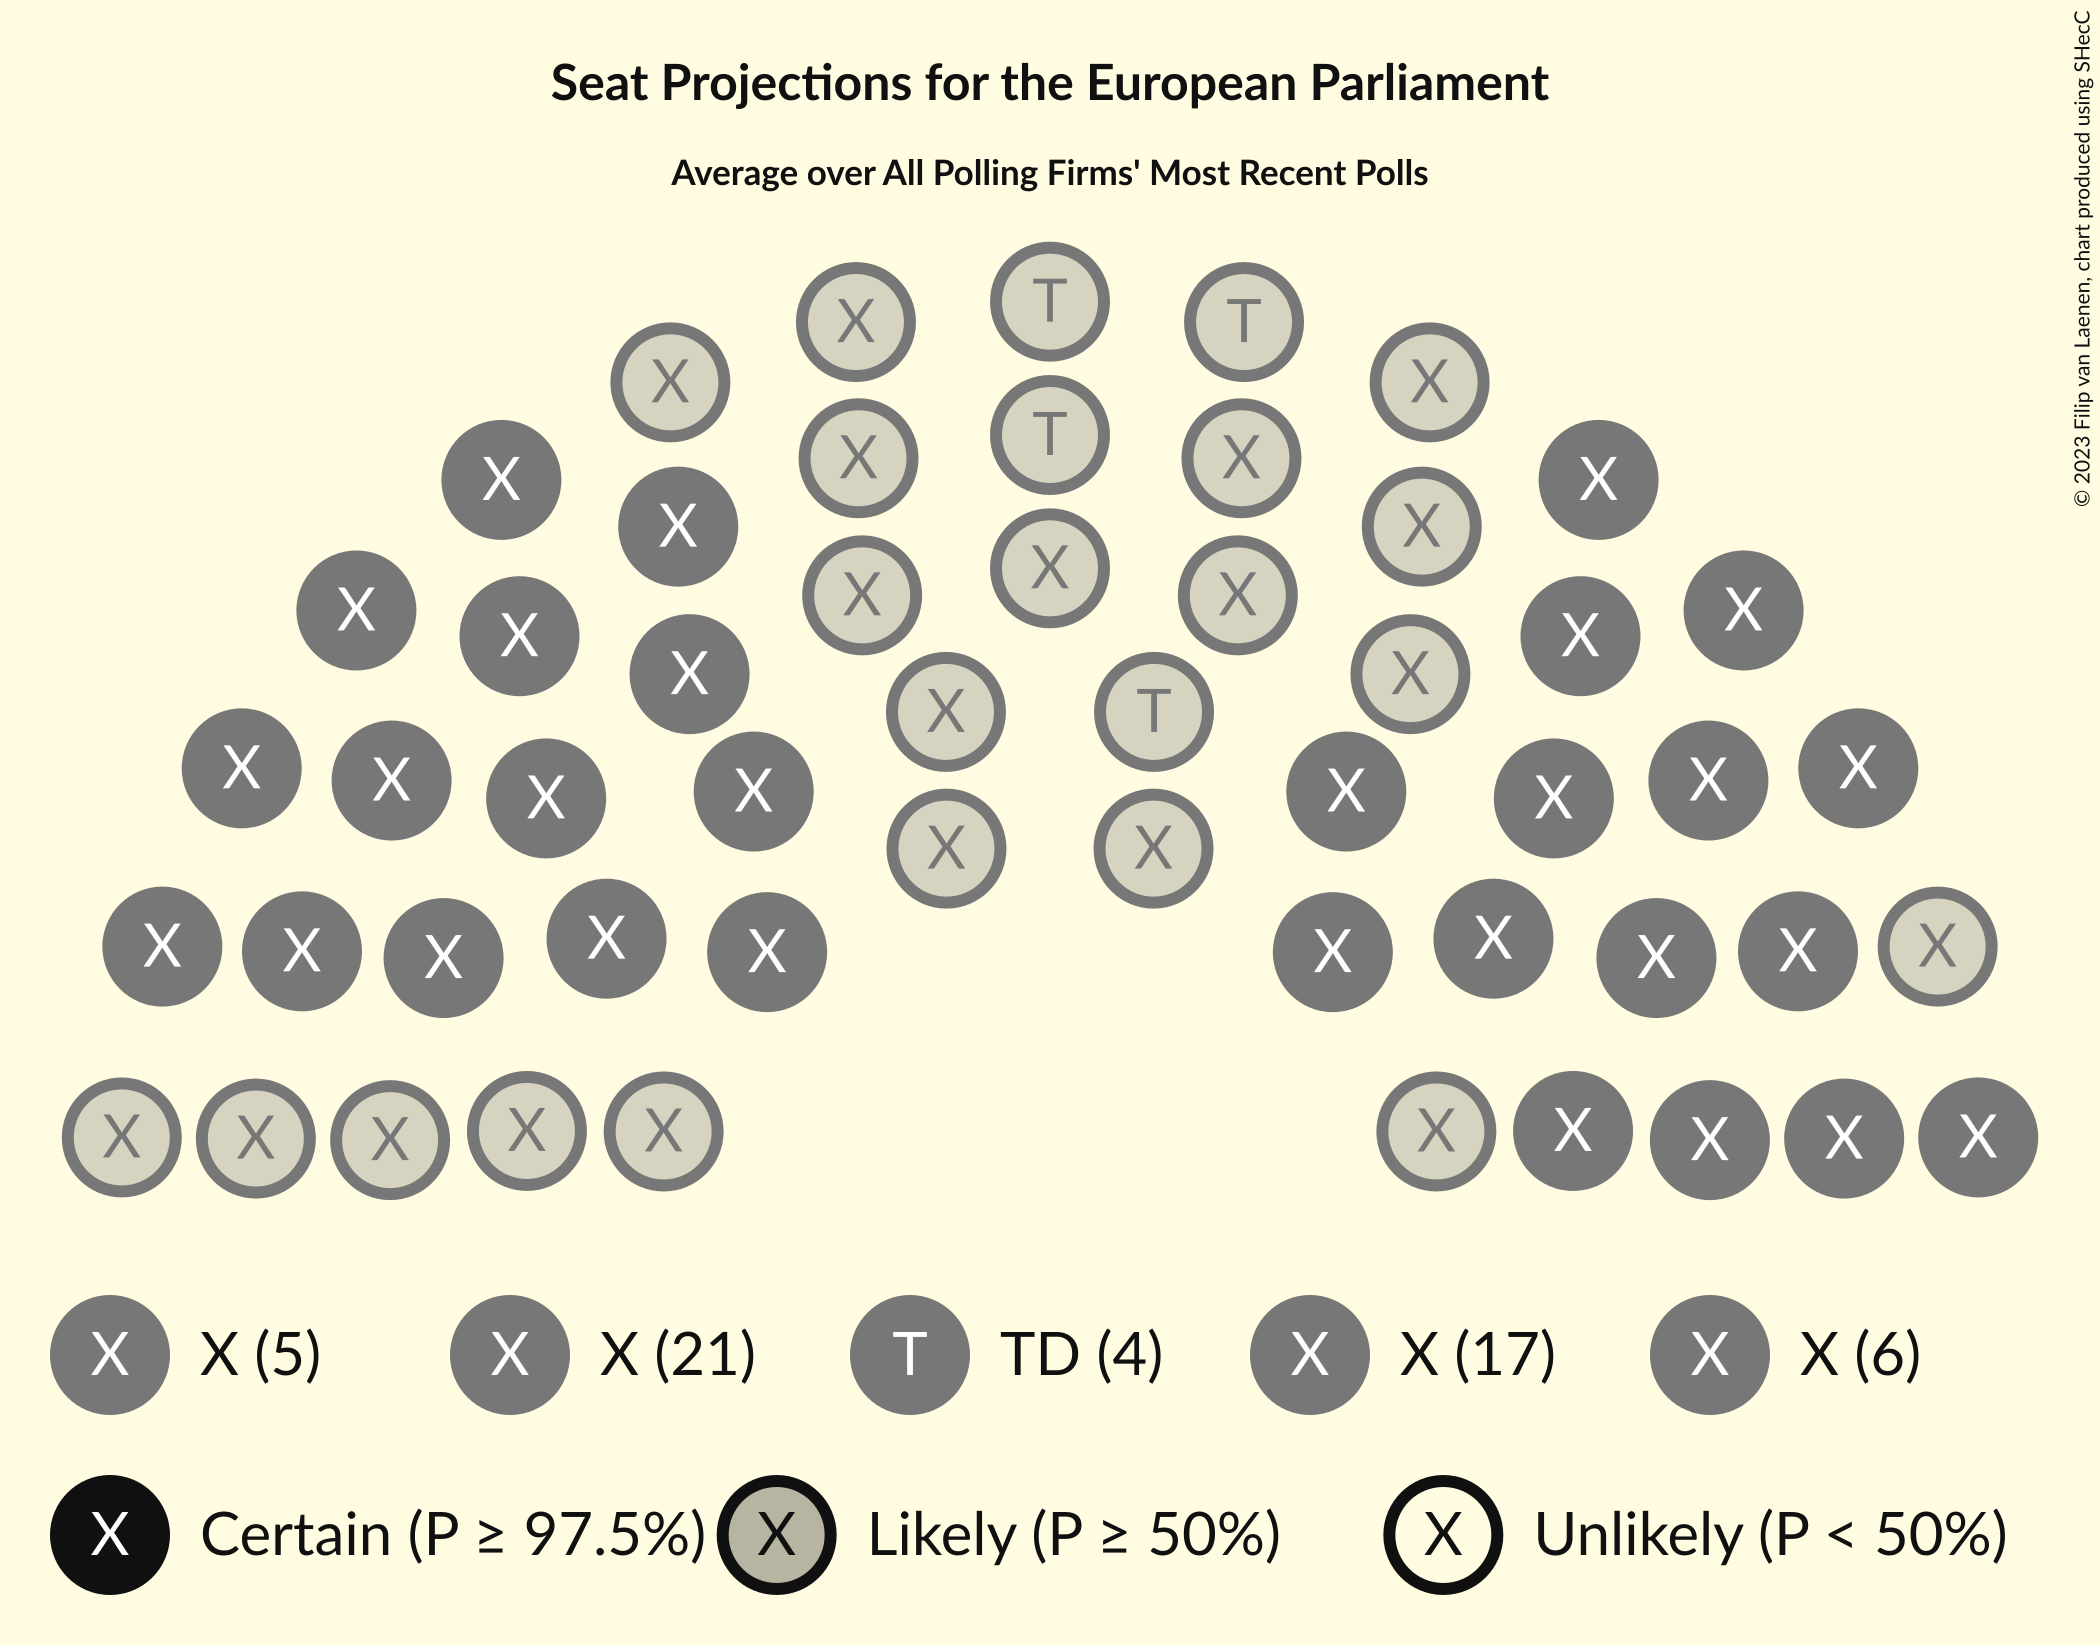 Seat Projections for the European Parliament
Average over All Polling Firms' Most Recent Polls
© 2023 Filip van Laenen, chart produced using SHecC
T
X T
X X
T
X X
X X X
X X
X
X X
X X X
X X
X X
X T
X X X X
X X X X
X X
X X
X X X
X X X X
X X X
X X X X X
X X X X X
X X (5) X X (21) T TD (4) X X (17) X X (6)
X Certain (P ≥ 97.5%) X Likely (P ≥ 50%) X Unlikely (P < 50%)